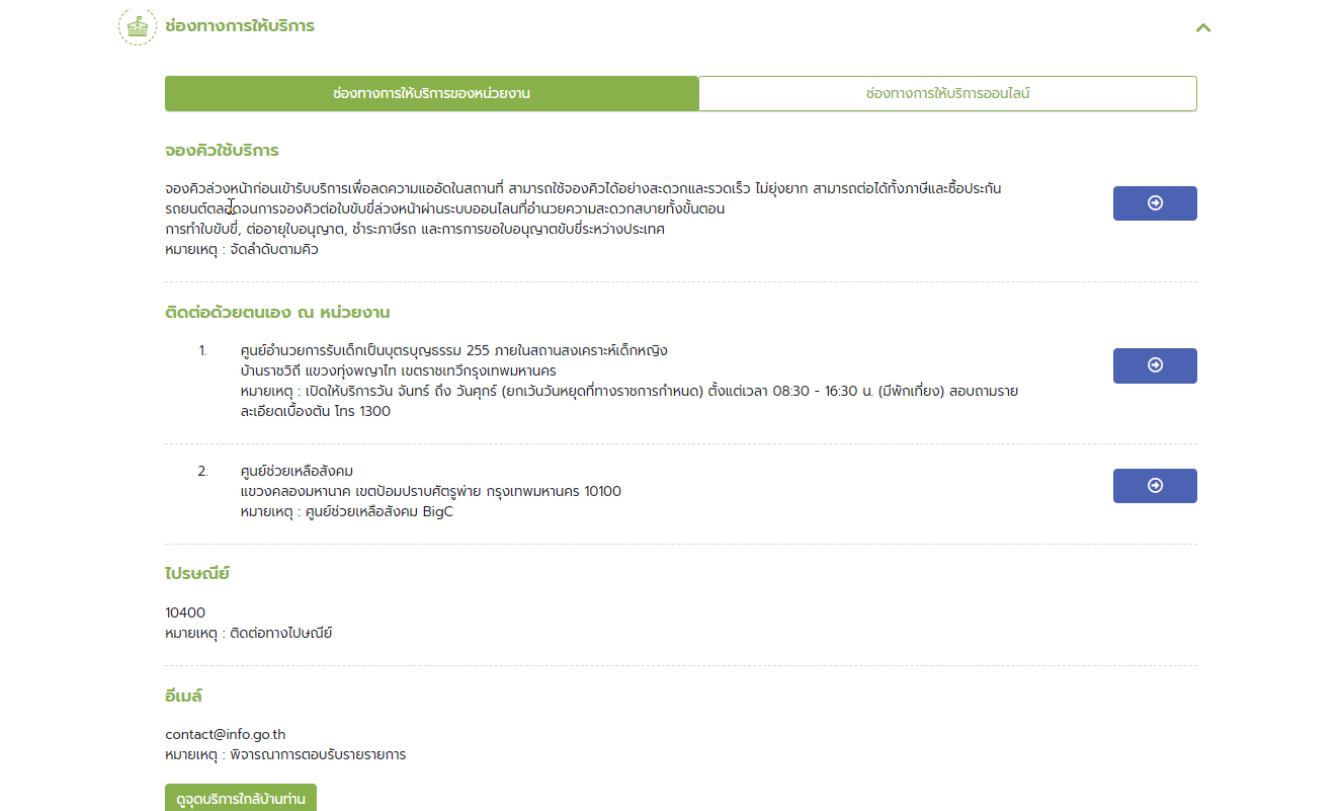 ช่องทางการให้บริการ
ช่องทางการให้บริการของหน่วยงาน
ช่องทางการให้บริการออนไลน์
จองคิวใช้บริการ
จองคิวล่วงหน้าก่อนเข้ารับบริการเพื่อลดความแออัดในสถานที่ สามารถใช้จองคิวได้อย่างสะดวกและรวดเร็ว ไม่ยุ่งยาก สามารถต่อได้ทั้งภาษีและซื้อประกัน
รถยนต์ตลอดจนการจองคิวต่อใบขับขี่ล่วงหน้าผ่านระบบออนไลนที่อำนวยความสะดวกสบายทั้งขั้นตอน
การทำใบขับขี่, ต่ออายุใบอนุญาต, ชำระภาษีรถ และการการขอใบอนุญาตขับขี่ระหว่างประเทศ
หมายเหตุ : จัดลำดับตามคิว
ติดต่อด้วยตนเอง ณ หน่วยงาน
1. ศูนย์อำนวยการรับเด็กเป็นบุตรบุญธรรม 255 ภายในสถานสงเคราะห์เด็กหญิง
บ้านราชวิถี แขวงทุ่งพญาไท เขตราชเทวีกรุงเทพมหานคร
หมายเหตุ : เปิดให้บริการวัน จันทร์ ถึง วันศุกร์ (ยกเว้นวันหยุดที่ทางราชการกำหนด) ตั้งแต่เวลา 08:30 - 16:30 น. (มีพักเที่ยง) สอบถามราย
ละเอียดเบื้องต้น โทร 1300
2. ศูนย์ช่วยเหลือสังคม
แขวงคลองมหานาค เขตป้อมปราบศัตรูพ่าย กรุงเทพมหานคร 10100
หมายเหตุ : ศูนย์ช่วยเหลือสังคม BigC
ไปรษณีย์
10400
หมายเหตุ : ติดต่อทางไปษณีย์
อีเมล์
contact@info.go.th
หมายเหตุ : พิจารณาการตอบรับรายรายการ
ดูจุดบริการใกล้บ้านท่าน